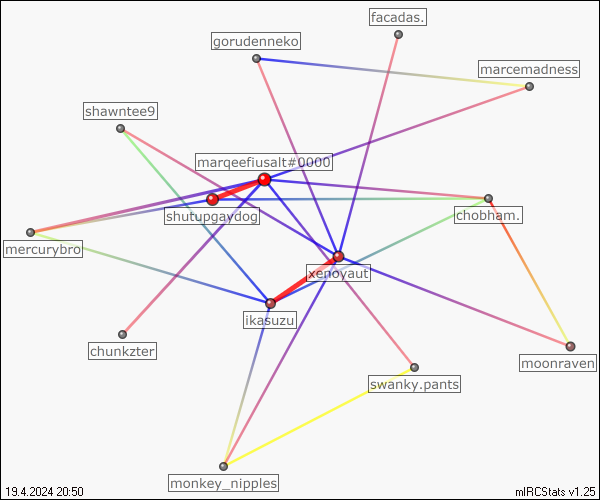 facadas.
gorudenneko
marcemadness
shawntee9
marqeefiusalt#0000
shutupgaydog
chobham.
mercurybro
xenoyaut
ikasuzu
chunkzter
moonraven
swanky.pants
monkey_nipples
19.4.2024 20:50
mIRCStats v1.25